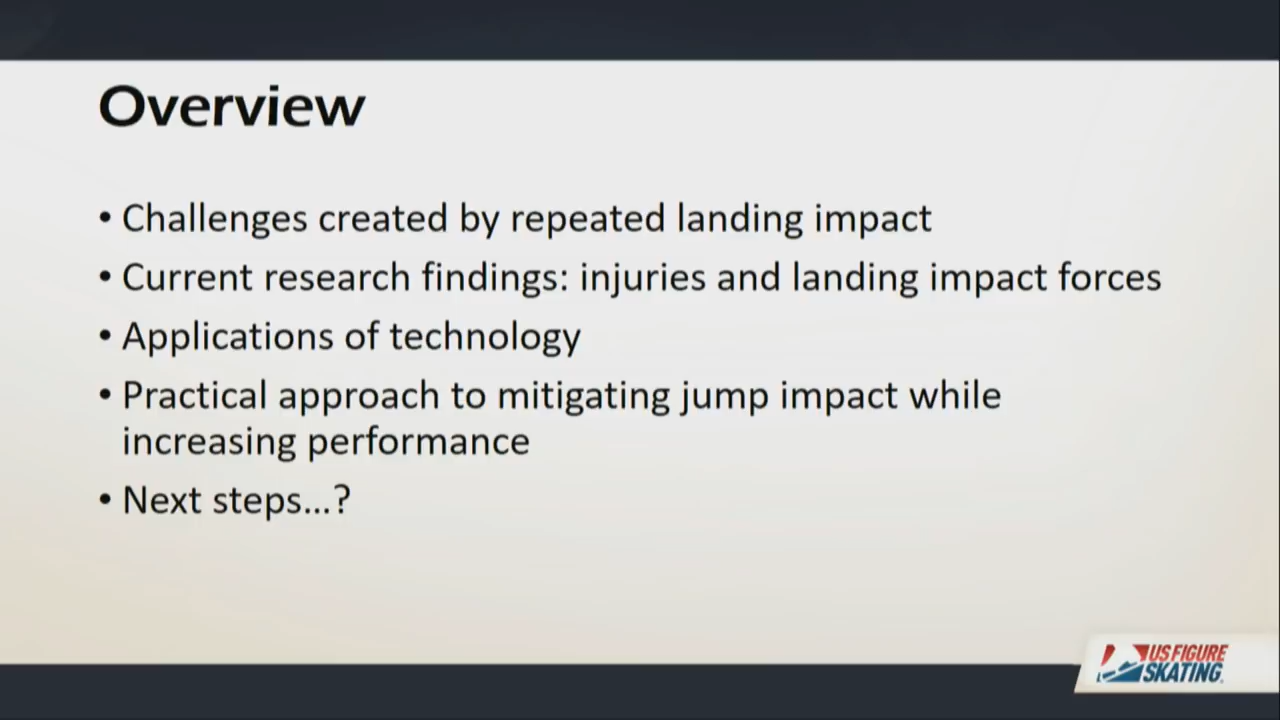 Overview
• Challenges created by repeated landing impact
• Current research findings: injuries and landing impact forces
• Applications of technology
• Practical approach to mitigating jump impact while
increasing performance
• Next steps...?
US FIGURE
SKATING